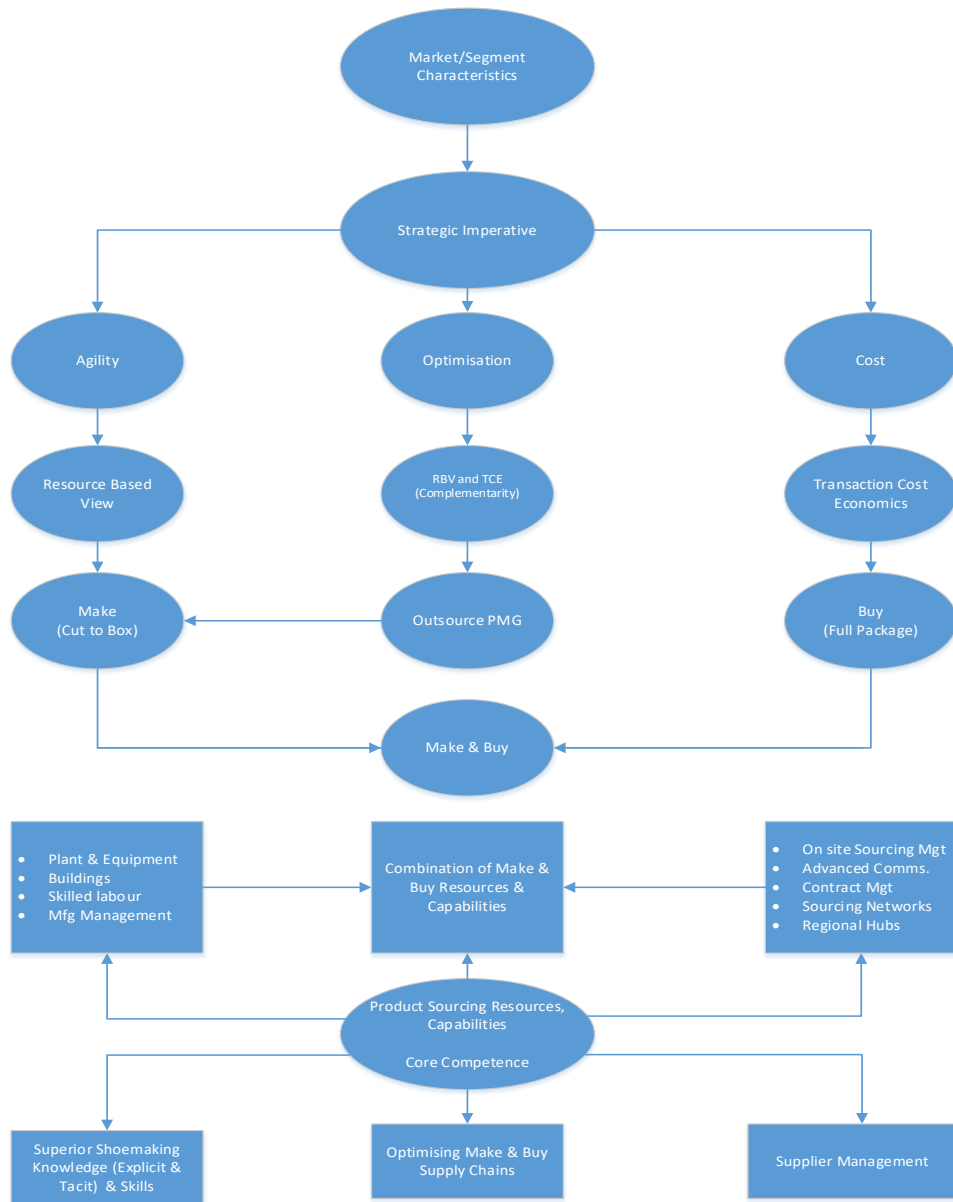 Market/Segment
Characteristics
Strategic Imperative
Agility
Optimisation
Cost
Resource Based
View
RBV and TCE
(Complementarity)
Transaction Cost
Economics
Make
(Cut to Box)
Outsource PMG
Buy
(Full Package)
Make & Buy
• Plant & Equipment
• Buildings
• Skilled labour
• Mfg Management
Combination of Make &
Buy Resources &
Capabilities
• On site Sourcing Mgt
• Advanced Comms.
• Contract Mgt
• Sourcing Networks
• Regional Hubs
Product Sourcing Resources,
Capabilities
Core Competence
Superior Shoemaking
Knowledge (Explicit &
Tacit) & Skills
Optimising Make & Buy
Supply Chains
Supplier Management